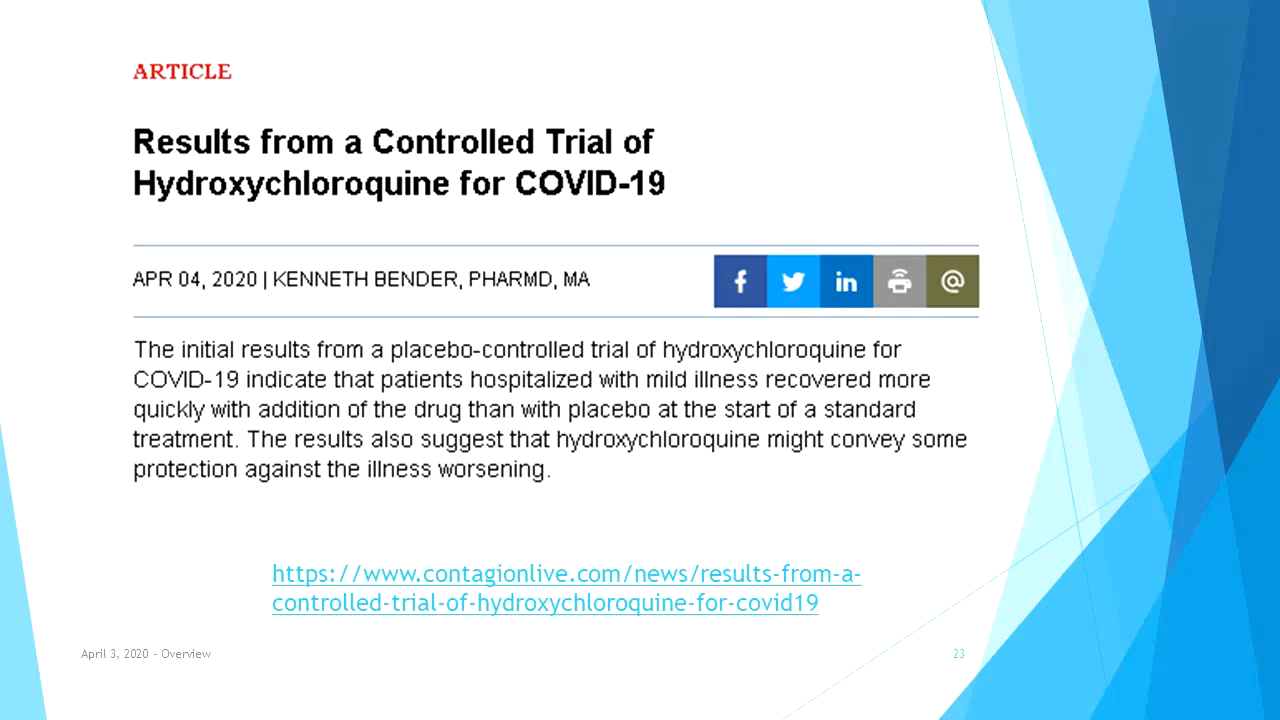 ARTICLE
Results from a Controlled Trial of
Hydroxychloroquine for COVID-19
APR 04, 2020 | KENNETH BENDER, PHARMD, MA
The initial results from a placebo-controlled trial of hydroxychloroquine for
COVID-19 indicate that patients hospitalized with mild illness recovered more
quickly with addition of the drug than with placebo at the start of a standard
treatment. The results also suggest that hydroxychloroquine might convey some
protection against the illness worsening.
https://www.contagionlive.com/news/results-from-a-
controlled-trial-of-hydroxychloroquine-for-covid19
April 3, 2020 - Overview
23